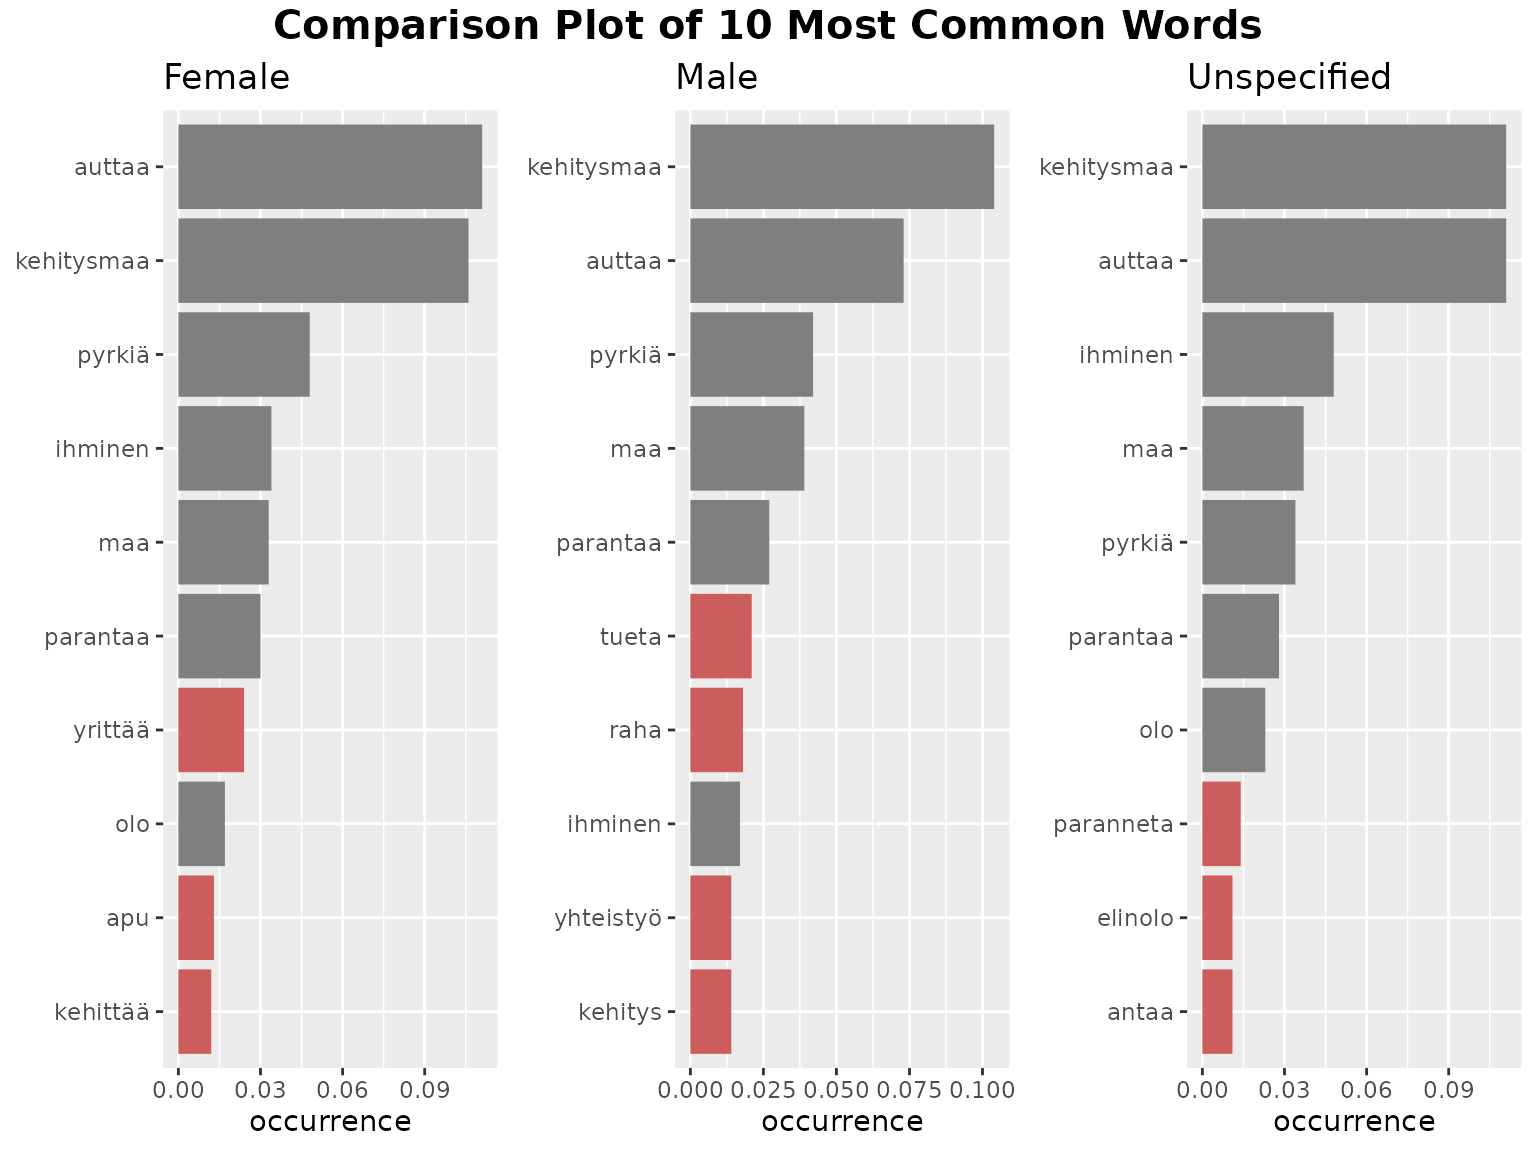 Comparison Plot of 10 Most Common Words
Female
auttaa
kehitysmaa
pyrkiä
ihminen
maa
parantaa
yrittää
olo
apu
kehittää
0.00 0.03 0.06 0.09
occurrence
Male
kehitysmaa
auttaa
pyrkiä
maa
parantaa
tueta
raha
ihminen
yhteistyö
kehitys
0.000 0.025 0.050 0.075 0.100
occurrence
Unspecified
kehitysmaa
auttaa
ihminen
maa
pyrkiä
parantaa
olo
paranneta
elinolo
antaa
0.00 0.03 0.06 0.09
occurrence